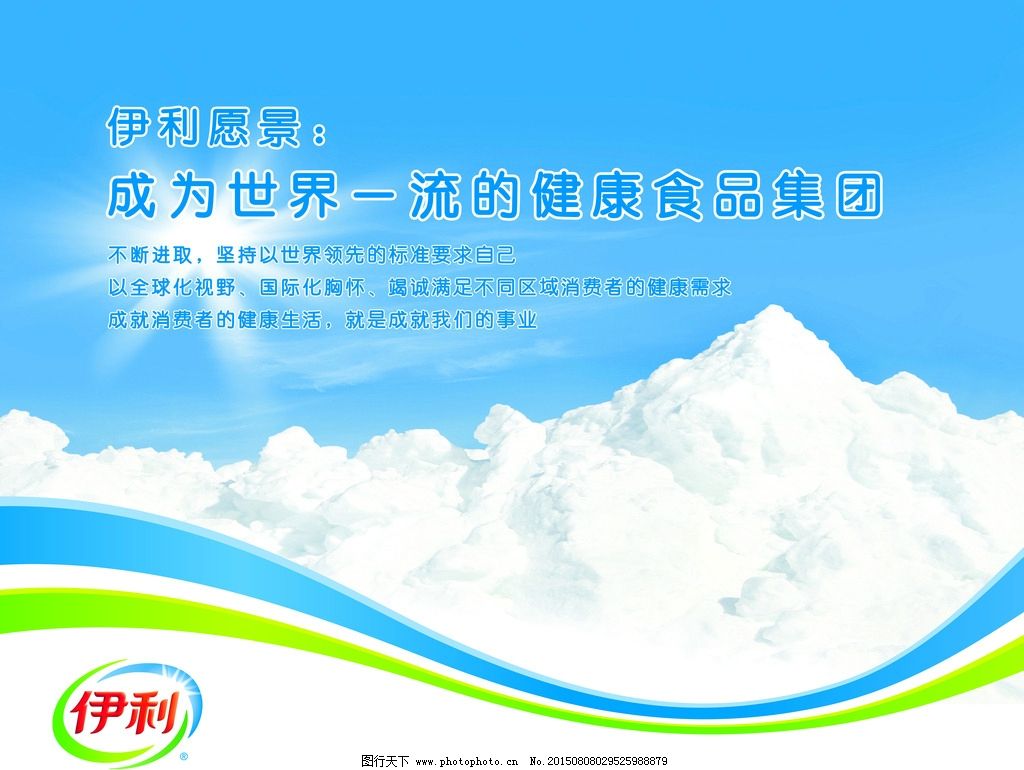 伊利愿景：
成为世界一流的健康食品集团
不断进取，坚持以世界领先的标准要求自己
以全球化视野、国际化胸怀、竭诚满足不同区域消费者的健康需求
成就消费者的健康生活，就是成就我们的事业
伊利
®
图行天下 www.photophoto.cn No.20150808029525988879